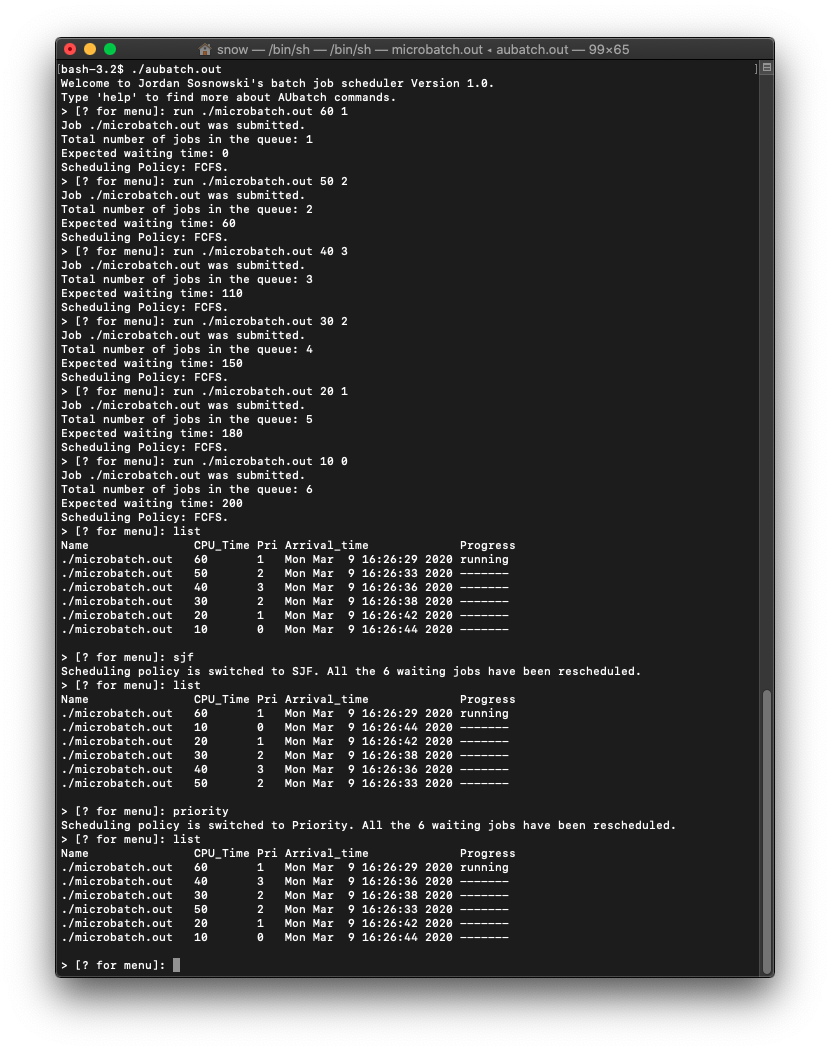 snow — /bin/sh — /bin/sh — microbatch.out ◂ aubatch.out — 99×65
[bash-3.2$ ./aubatch.out ]
Welcome to Jordan Sosnowski's batch job scheduler Version 1.0.
Type 'help' to find more about AUbatch commands.
> [? for menu]: run ./microbatch.out 60 1
Job ./microbatch.out was submitted.
Total number of jobs in the queue: 1
Expected waiting time: 0
Scheduling Policy: FCFS.
> [? for menu]: run ./microbatch.out 50 2
Job ./microbatch.out was submitted.
Total number of jobs in the queue: 2
Expected waiting time: 60
Scheduling Policy: FCFS.
> [? for menu]: run ./microbatch.out 40 3
Job ./microbatch.out was submitted.
Total number of jobs in the queue: 3
Expected waiting time: 110
Scheduling Policy: FCFS.
> [? for menu]: run ./microbatch.out 30 2
Job ./microbatch.out was submitted.
Total number of jobs in the queue: 4
Expected waiting time: 150
Scheduling Policy: FCFS.
> [? for menu]: run ./microbatch.out 20 1
Job ./microbatch.out was submitted.
Total number of jobs in the queue: 5
Expected waiting time: 180
Scheduling Policy: FCFS.
> [? for menu]: run ./microbatch.out 10 0
Job ./microbatch.out was submitted.
Total number of jobs in the queue: 6
Expected waiting time: 200
Scheduling Policy: FCFS.
> [? for menu]: list
Name               CPU_Time Pri Arrival_time             Progress
./microbatch.out   60       1   Mon Mar  9 16:26:29 2020 running
./microbatch.out   50       2   Mon Mar  9 16:26:33 2020 -------
./microbatch.out   40       3   Mon Mar  9 16:26:36 2020 -------
./microbatch.out   30       2   Mon Mar  9 16:26:38 2020 -------
./microbatch.out   20       1   Mon Mar  9 16:26:42 2020 -------
./microbatch.out   10       0   Mon Mar  9 16:26:44 2020 -------
> [? for menu]: sjf
Scheduling policy is switched to SJF. All the 6 waiting jobs have been rescheduled.
> [? for menu]: list
Name               CPU_Time Pri Arrival_time             Progress
./microbatch.out   60       1   Mon Mar  9 16:26:29 2020 running
./microbatch.out   10       0   Mon Mar  9 16:26:44 2020 -------
./microbatch.out   20       1   Mon Mar  9 16:26:42 2020 -------
./microbatch.out   30       2   Mon Mar  9 16:26:38 2020 -------
./microbatch.out   40       3   Mon Mar  9 16:26:36 2020 -------
./microbatch.out   50       2   Mon Mar  9 16:26:33 2020 -------
> [? for menu]: priority
Scheduling policy is switched to Priority. All the 6 waiting jobs have been rescheduled.
> [? for menu]: list
Name               CPU_Time Pri Arrival_time             Progress
./microbatch.out   60       1   Mon Mar  9 16:26:29 2020 running
./microbatch.out   40       3   Mon Mar  9 16:26:36 2020 -------
./microbatch.out   30       2   Mon Mar  9 16:26:38 2020 -------
./microbatch.out   50       2   Mon Mar  9 16:26:33 2020 -------
./microbatch.out   20       1   Mon Mar  9 16:26:42 2020 -------
./microbatch.out   10       0   Mon Mar  9 16:26:44 2020 -------
> [? for menu]: